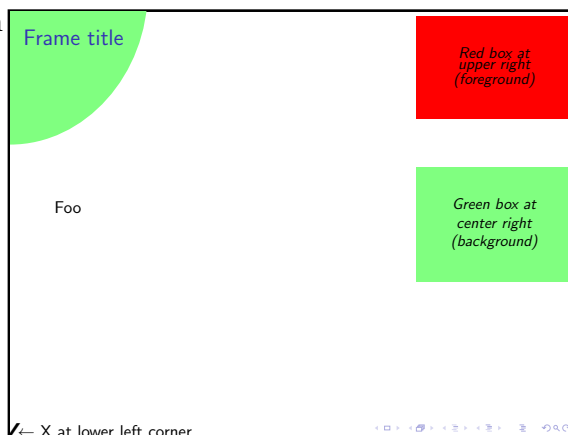 Frame title
Red box at
upper right
(foreground)
Foo
Green box at
center right
(background)
← X at lower left corner